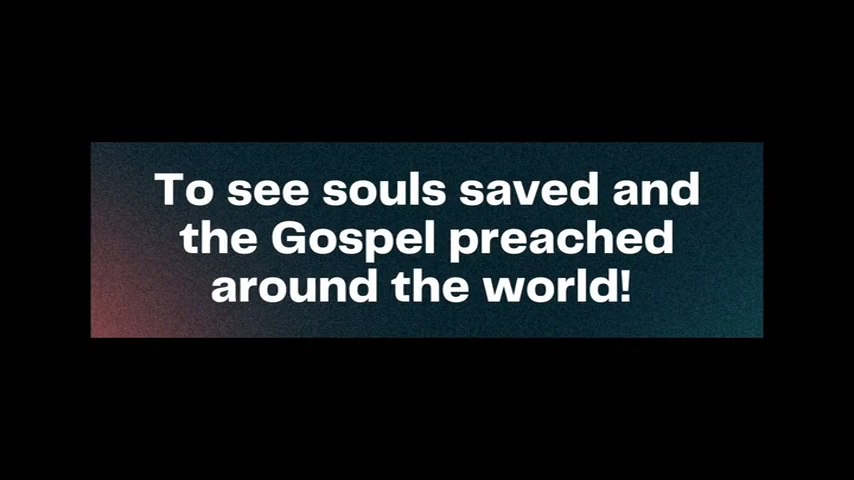 To see souls saved and
the Gospel preached
around the world!